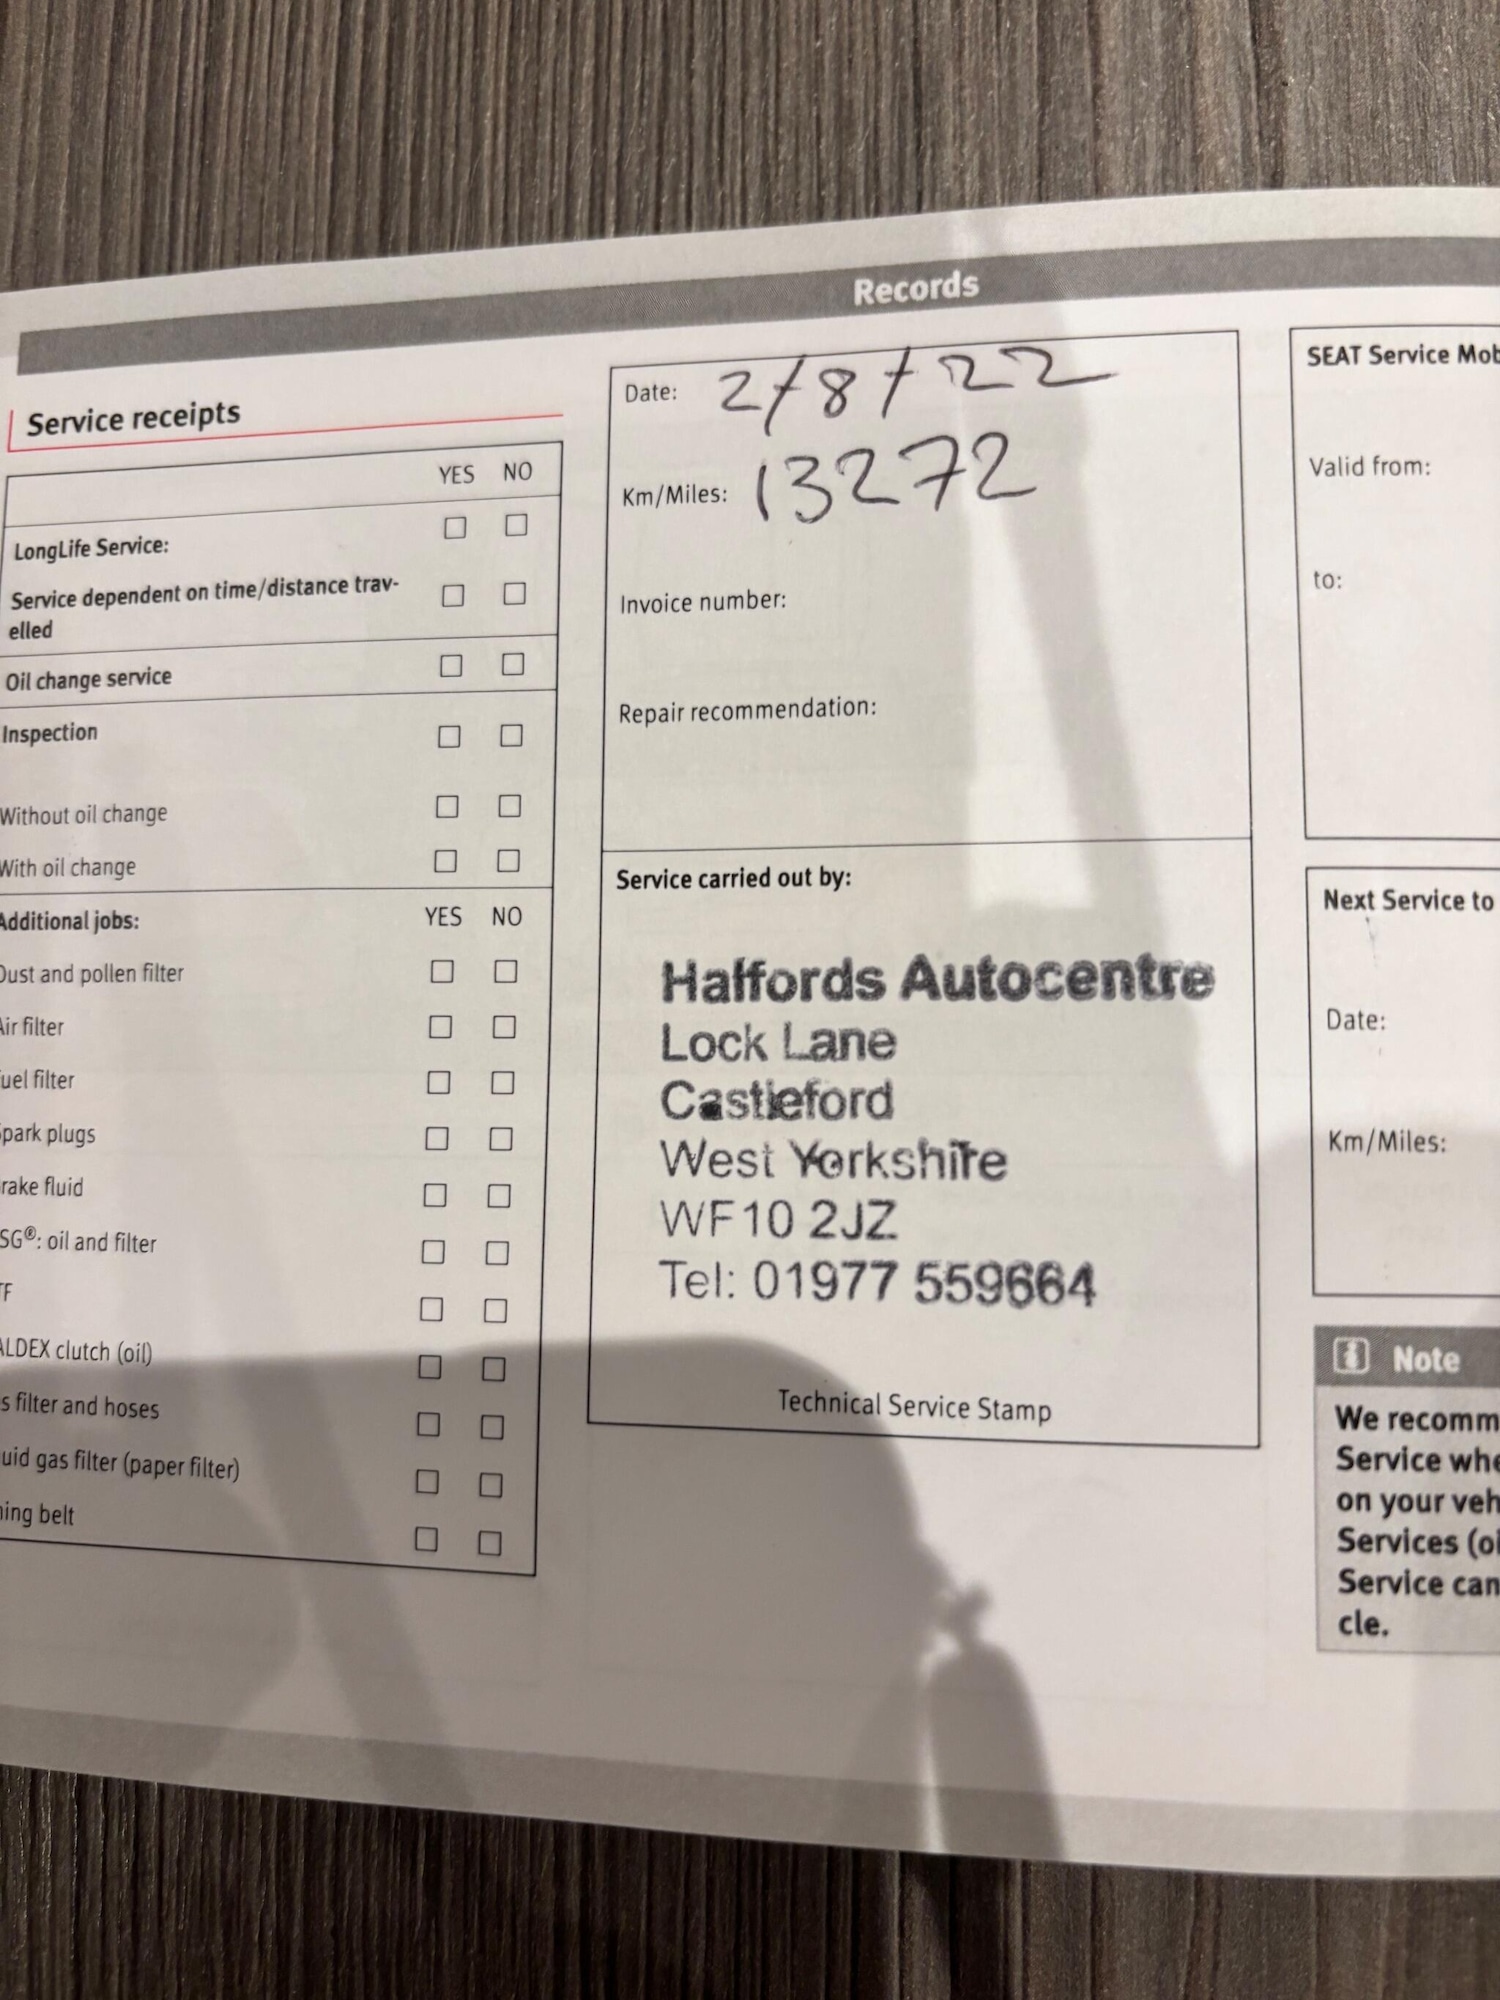 Records
Service receipts
YES NO
LongLife Service:
Service dependent on time/distance trav-
elled
Oil change service
Inspection
Without oil change
With oil change
Additional jobs: YES NO
Dust and pollen filter
Air filter
uel filter
park plugs
rake fluid
SG®: oil and filter
TF
ALDEX clutch (oil)
s filter and hoses
uid gas filter (paper filter)
ning belt
Date: 2/8/22
Km/Miles: 13272
Invoice number:
Repair recommendation:
Service carried out by:
Halfords Autocentre
Lock Lane
Castleford
West Yorkshire
WF10 2JZ
Tel: 01977 559664
Technical Service Stamp
SEAT Service Mob
Valid from:
to:
Next Service to
Date:
Km/Miles:
Note
We recomm
Service whe
on your veh
Services (oi
Service can
cle.